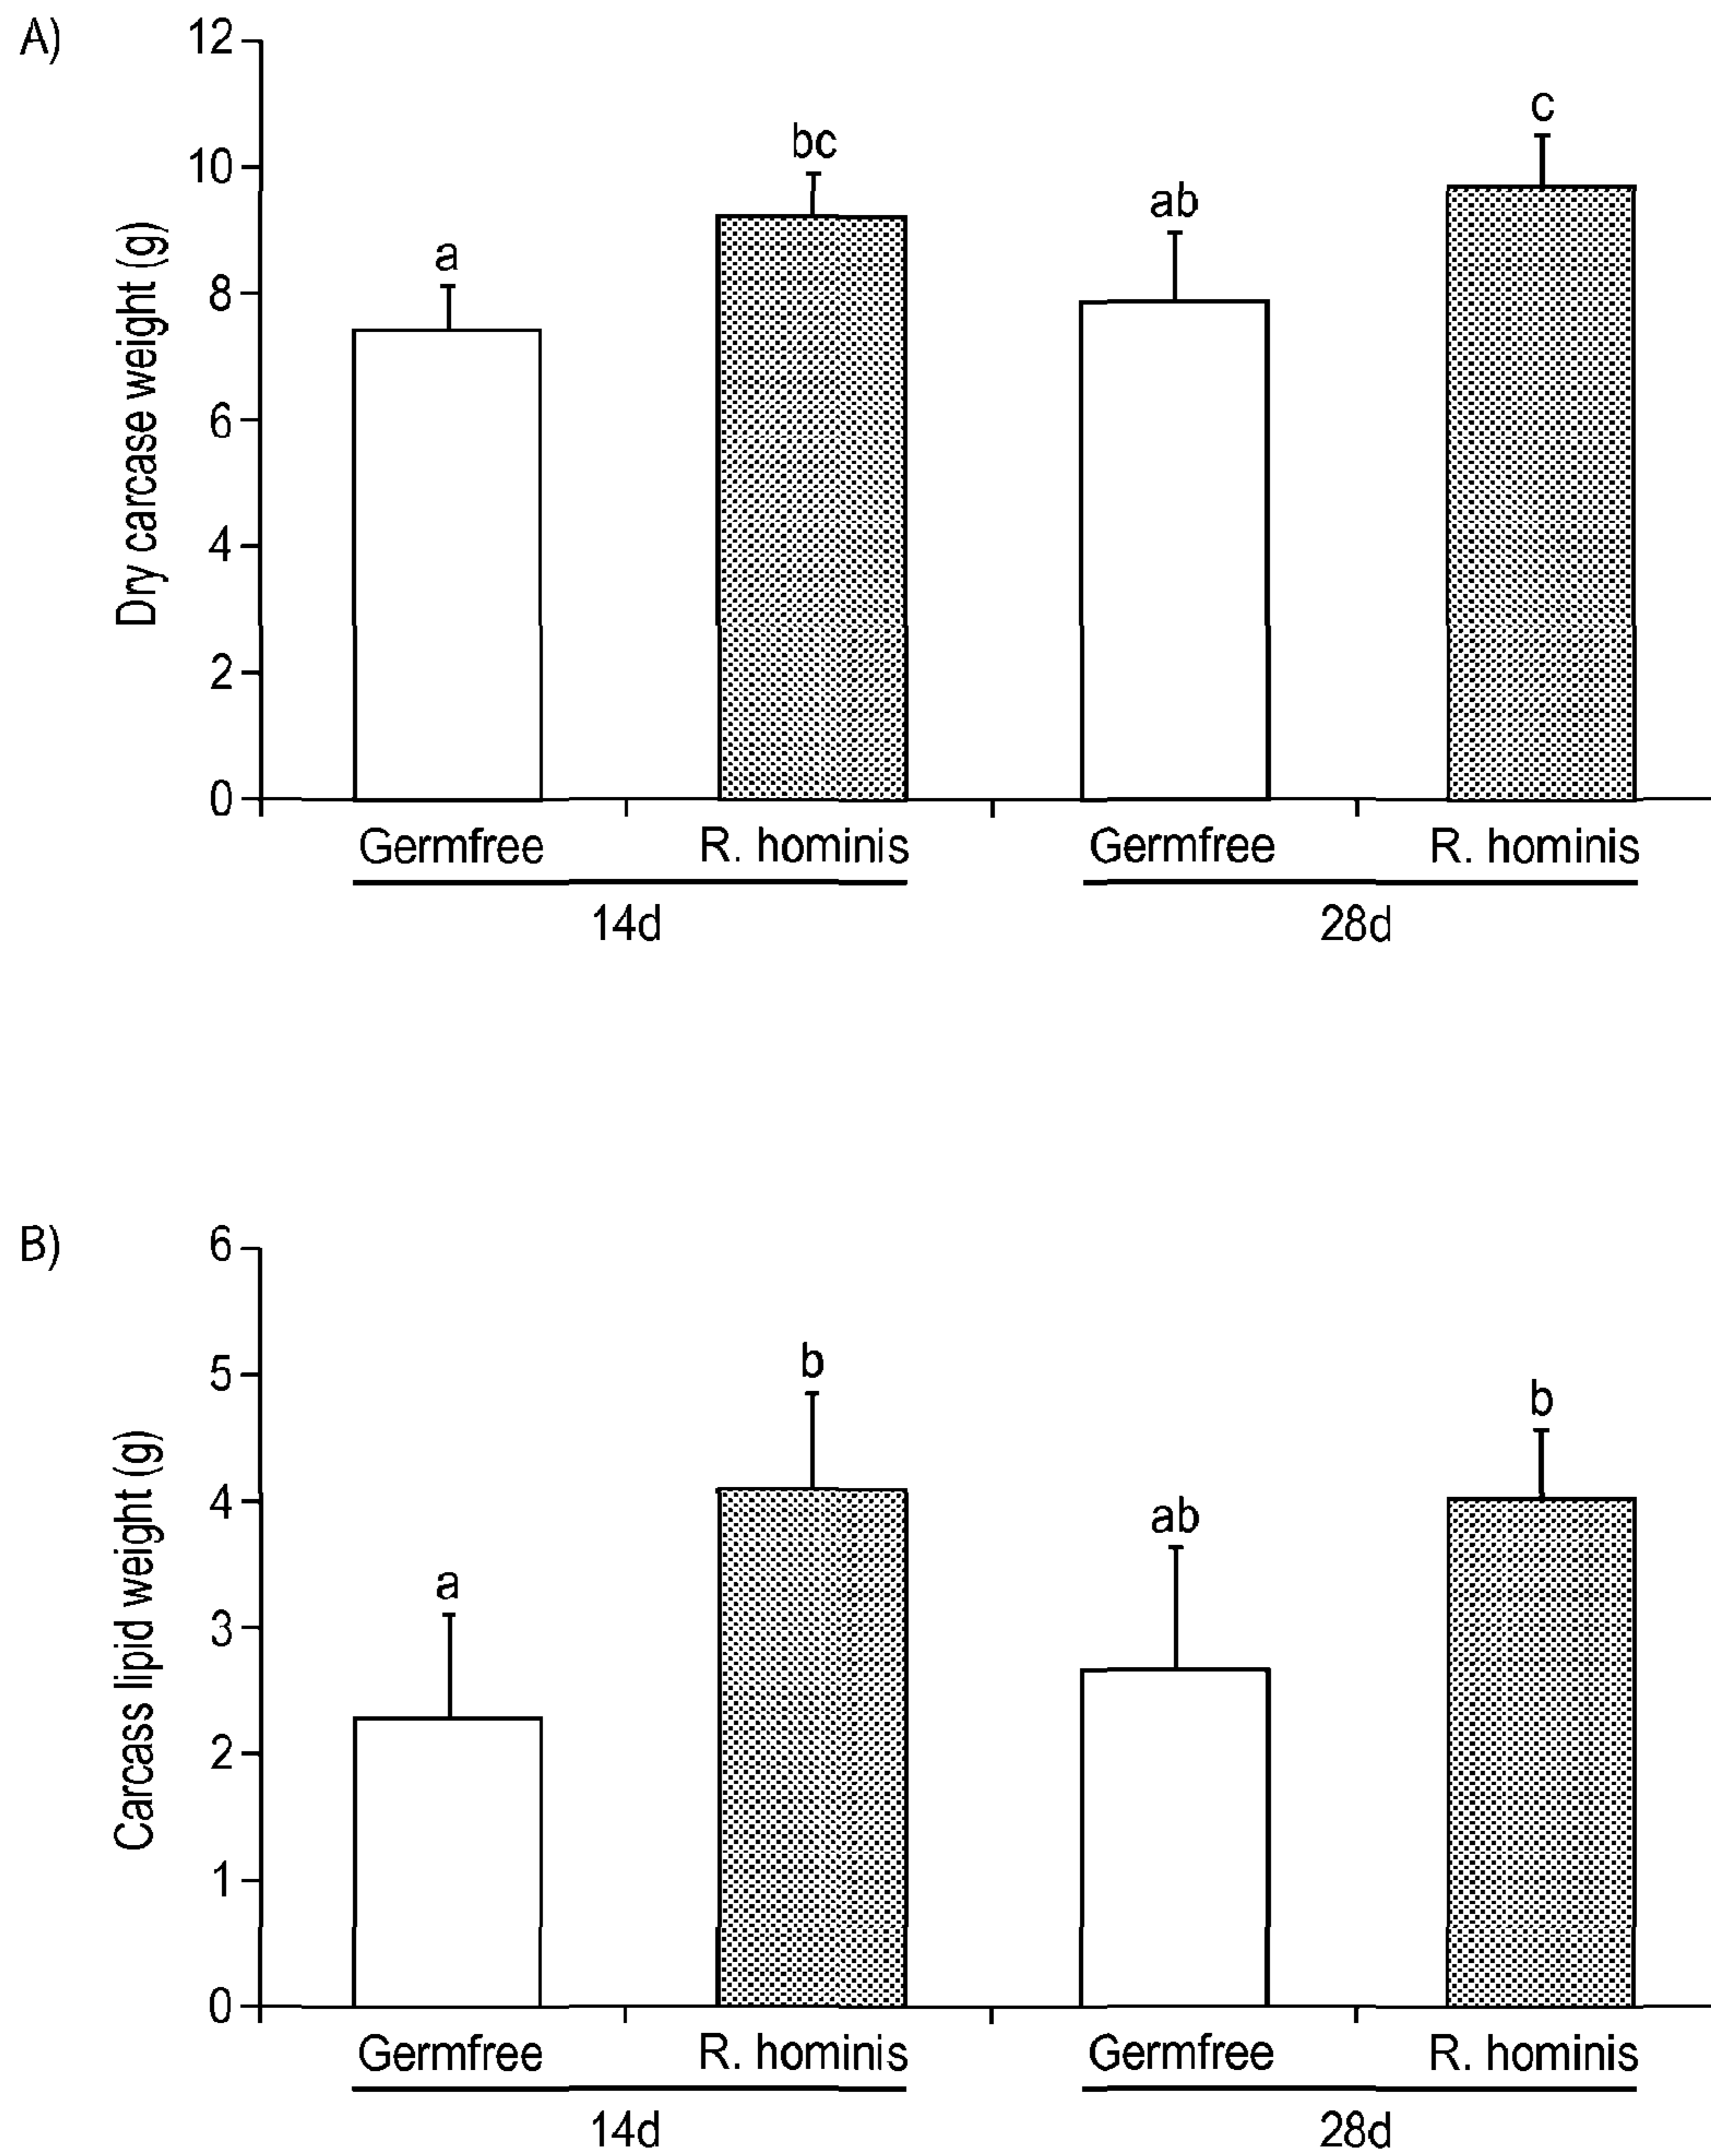 A)
12
10
8
6
4
2
0
Dry carcase weight (g)
a
bc
ab
c
Germfree R. hominis Germfree R. hominis
14d 28d
B)
6
5
4
3
2
1
0
Carcass lipid weight (g)
a
b
ab
b
Germfree R. hominis Germfree R. hominis
14d 28d